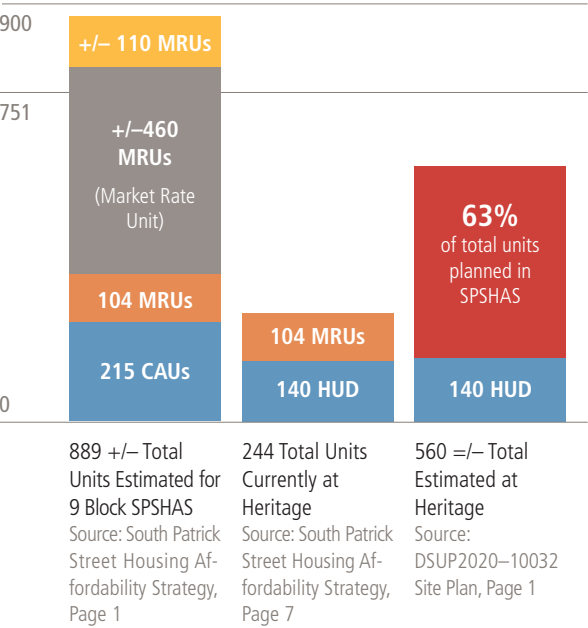 900
751
0
+/– 110 MRUs
+/–460
MRUs
(Market Rate
Unit)
104 MRUs
215 CAUs
104 MRUs
140 HUD
63%
of total units
planned in
SPSHAS
140 HUD
889 +/– Total
Units Estimated for
9 Block SPSHAS
Source: South Patrick
Street Housing Af-
fordability Strategy,
Page 1
244 Total Units
Currently at
Heritage
Source: South Patrick
Street Housing Af-
fordability Strategy,
Page 7
560 =/– Total
Estimated at
Heritage
Source:
DSUP2020–10032
Site Plan, Page 1